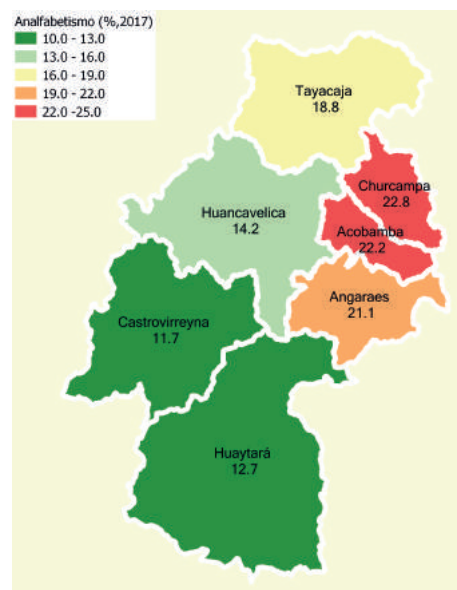 Analfabetismo (%,2017)
10.0 - 13.0
13.0 - 16.0
16.0 - 19.0
19.0 - 22.0
22.0 -25.0
Tayacaja
18.8
Churcampa
22.8
Huancavelica
14.2
Acobamba
22.2
Angaraes
21.1
Castrovirreyna
11.7
Huaytará
12.7